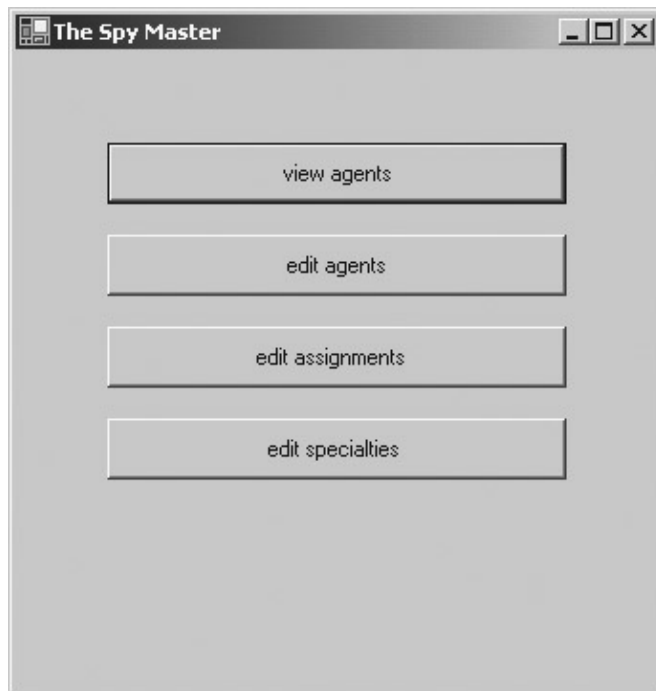 The Spy Master
view agents
edit agents
edit assignments
edit specialties